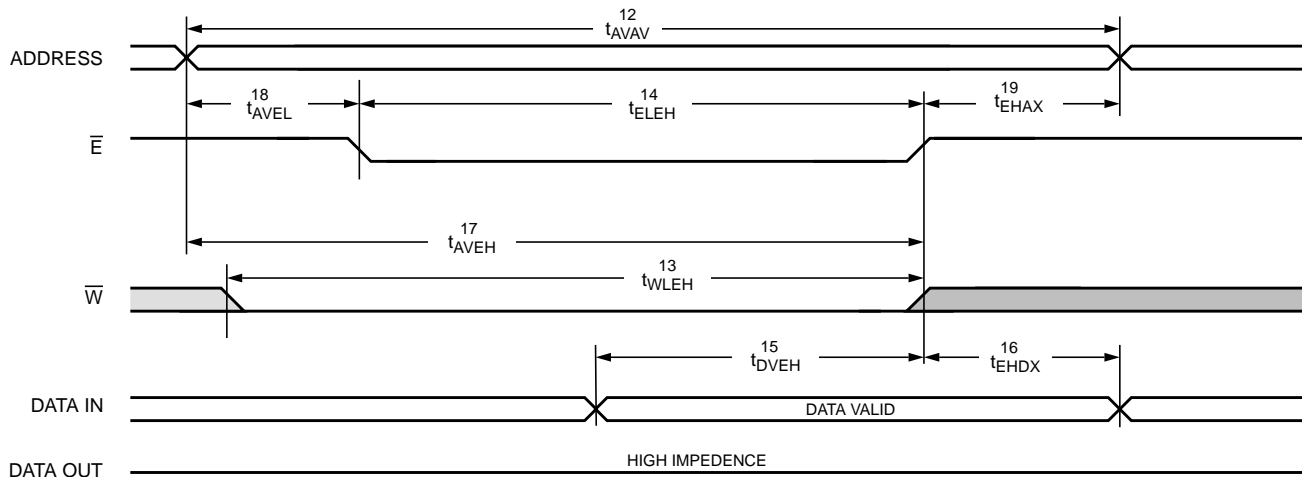 12
tAVAV
ADDRESS
18
tAVEL
14
tELEH
19
tEHAX
E̅
17
tAVEH
13
tWLEH
W̅
15
tDVEH
16
tEHDX
DATA IN
DATA VALID
DATA OUT
HIGH IMPEDENCE